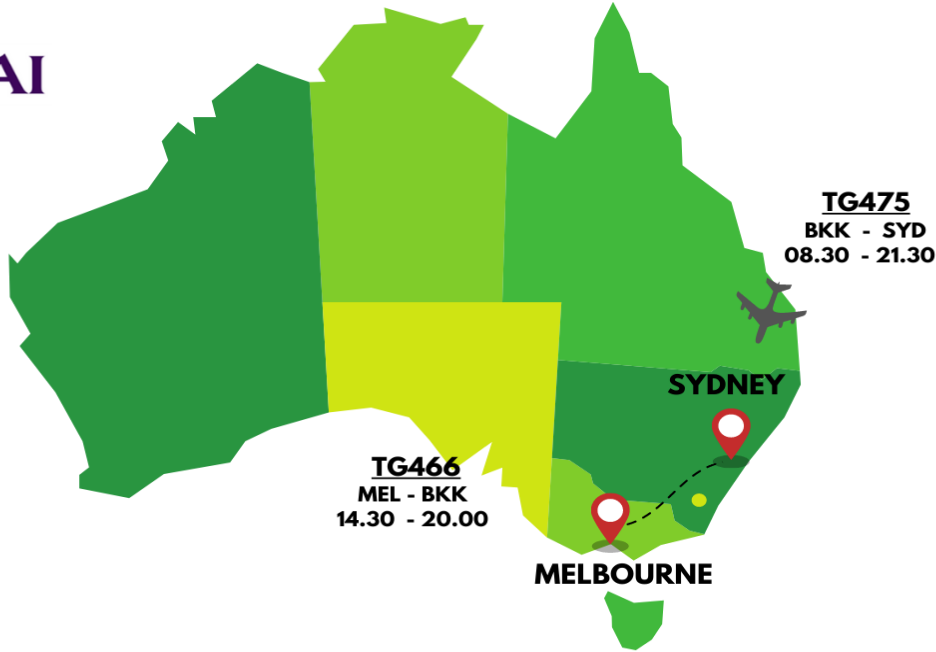 AI
TG475
BKK - SYD
08.30 - 21.30
SYDNEY
TG466
MEL - BKK
14.30 - 20.00
MELBOURNE